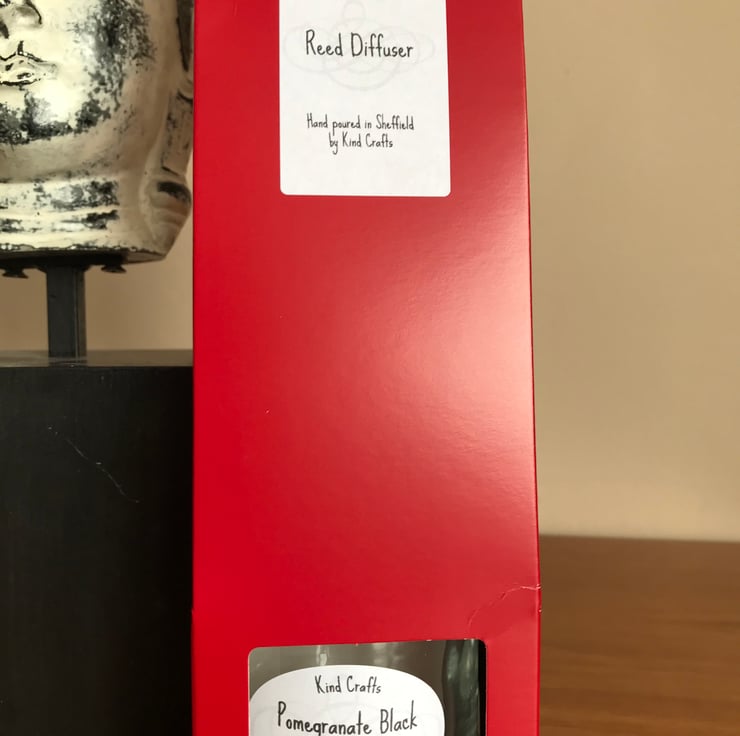 Reed Diffuser
Hand poured in Sheffield
by Kind Crafts
Kind Crafts
Pomegranate Black